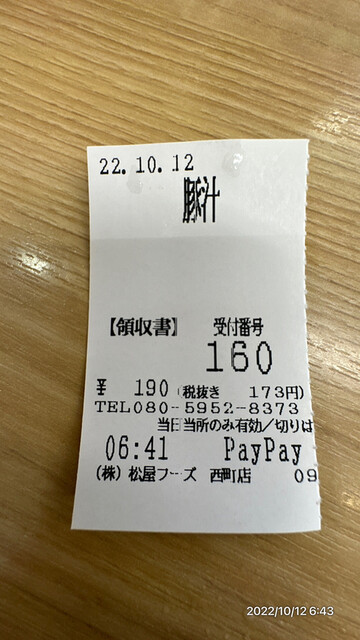 22.10.12
豚汁
【領収書】 受付番号
160
¥ 190 (税抜き 173円)
TEL080-5952-8373
当日当所のみ有効/切りは
06:41 PayPay
(株) 松屋フーズ 西町店 09
2022/10/12 6:43